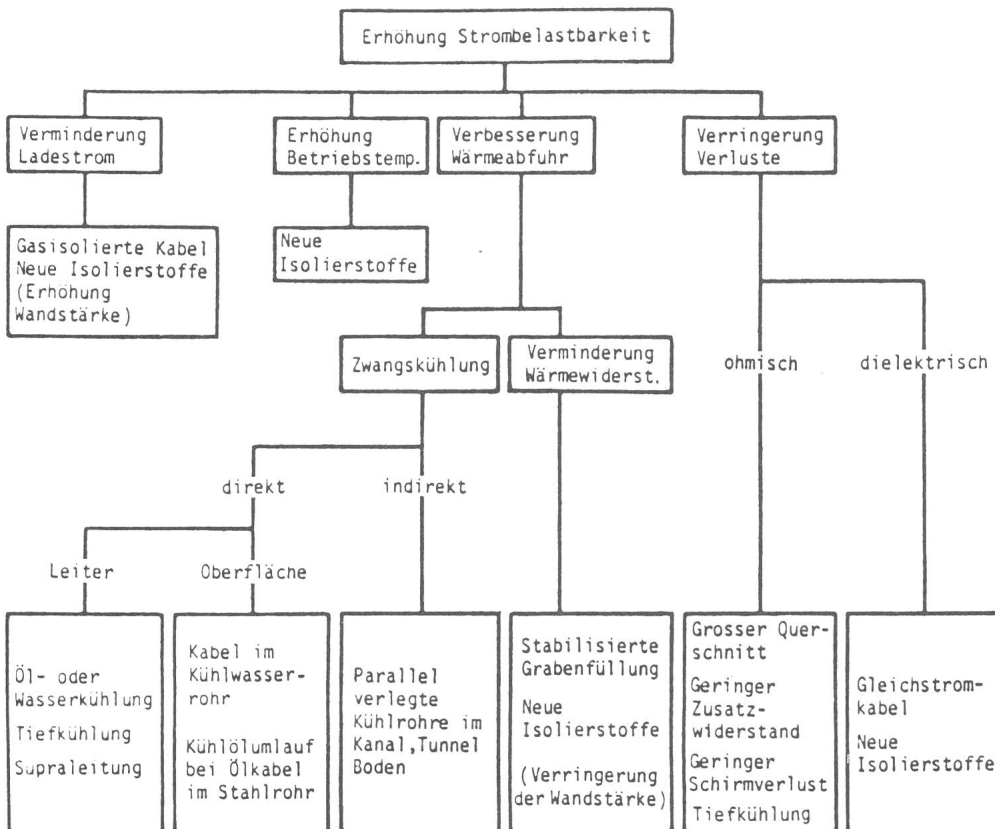 Erhöhung Strombelastbarkeit
Verminderung
Ladestrom
Erhöhung
Betriebstemp.
Verbesserung
Wärmeabfuhr
Verringerung
Verluste
Gasisolierte Kabel
Neue Isolierstoffe
(Erhöhung
Wandstärke)
Neue
Isolierstoffe
Zwangskühlung
Verminderung
Wärmewiderst.
ohmisch
dielektrisch
direkt
indirekt
Leiter
Oberfläche
Öl- oder
Wasserkühlung
Tiefkühlung
Supraleitung
Kabel im
Kühlwasser-
rohr
Kühlölumlauf
bei Ölkabel
im Stahlrohr
Parallel
verlegte
Kühlrohre im
Kanal,Tunnel
Boden
Stabilisierte
Grabenfüllung
Neue
Isolierstoffe
(Verringerung
der Wandstärke)
Grosser Quer-
schnitt
Geringer
Zusatz-
widerstand
Geringer
Schirmverlust
Tiefkühlung
Gleichstrom-
kabel
Neue
Isolierstoffe